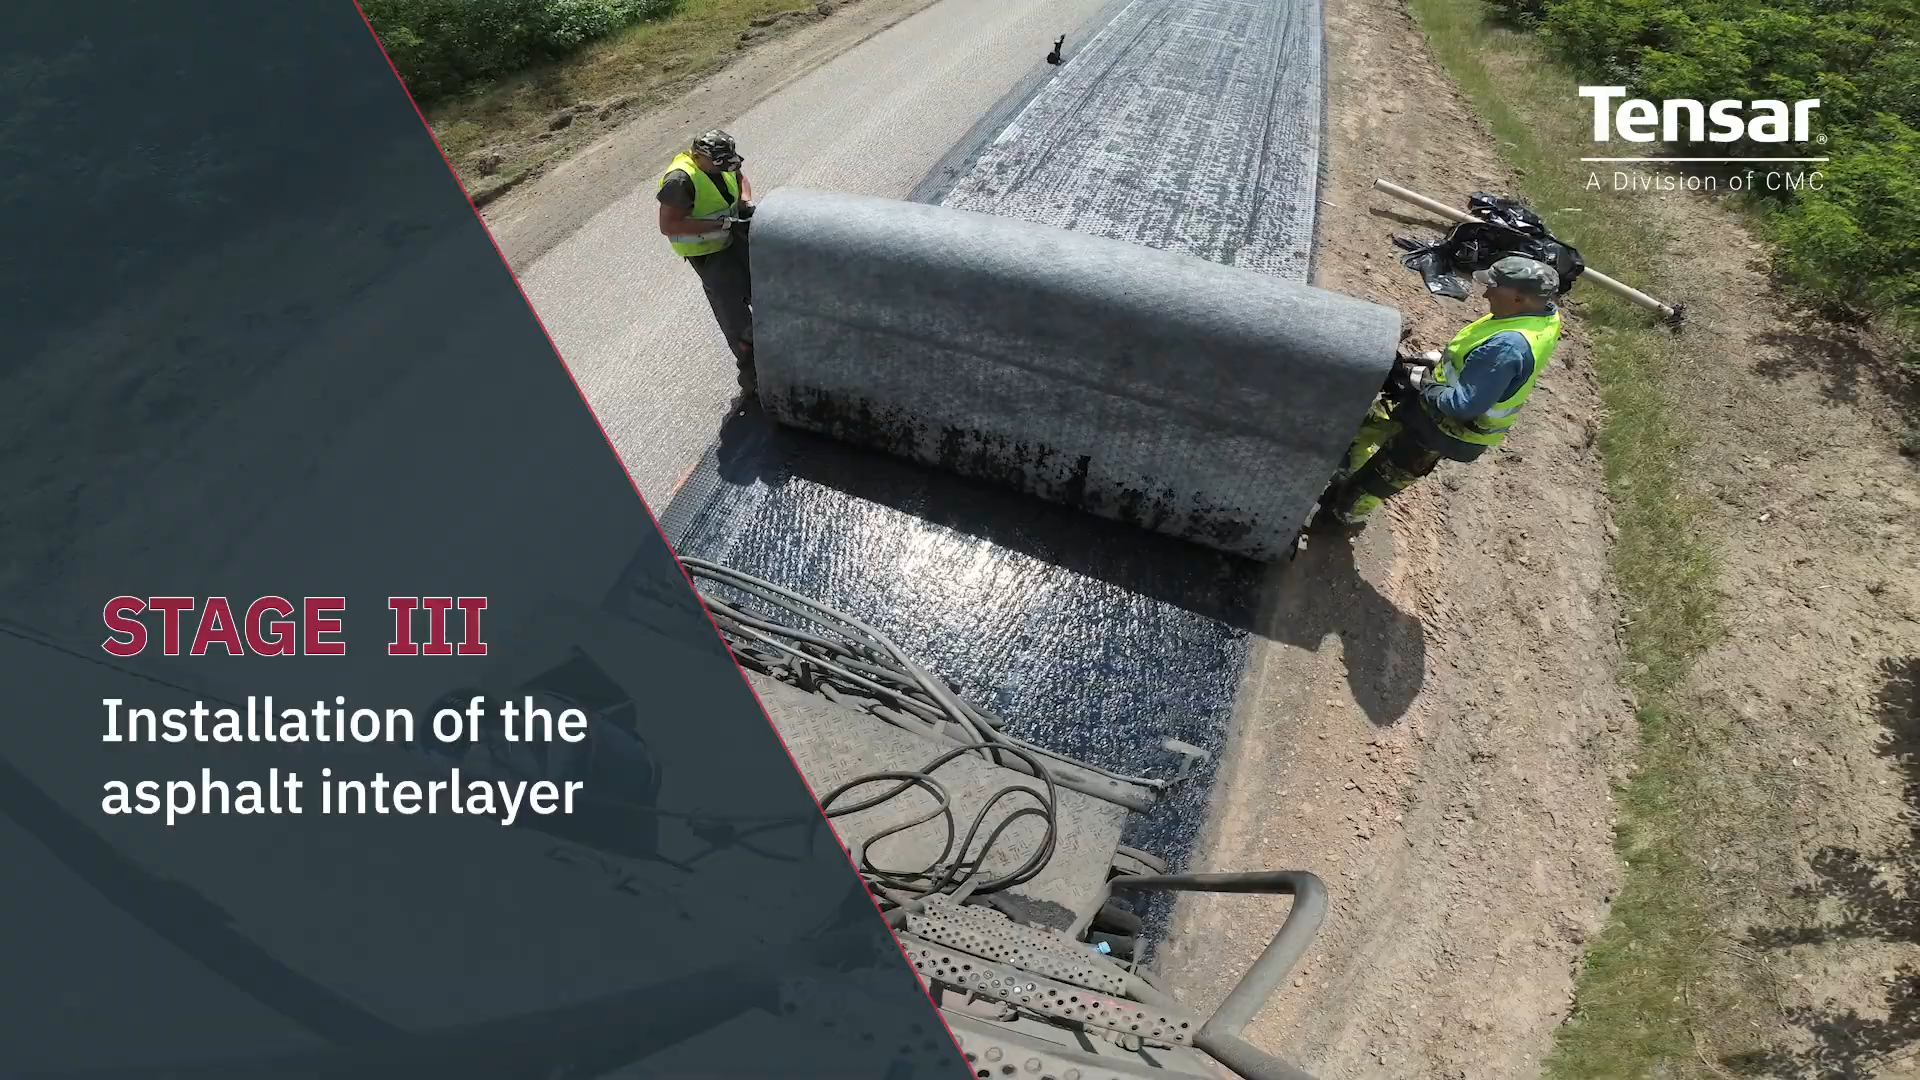 Tensar®
A Division of CMC
STAGE III
Installation of the
asphalt interlayer